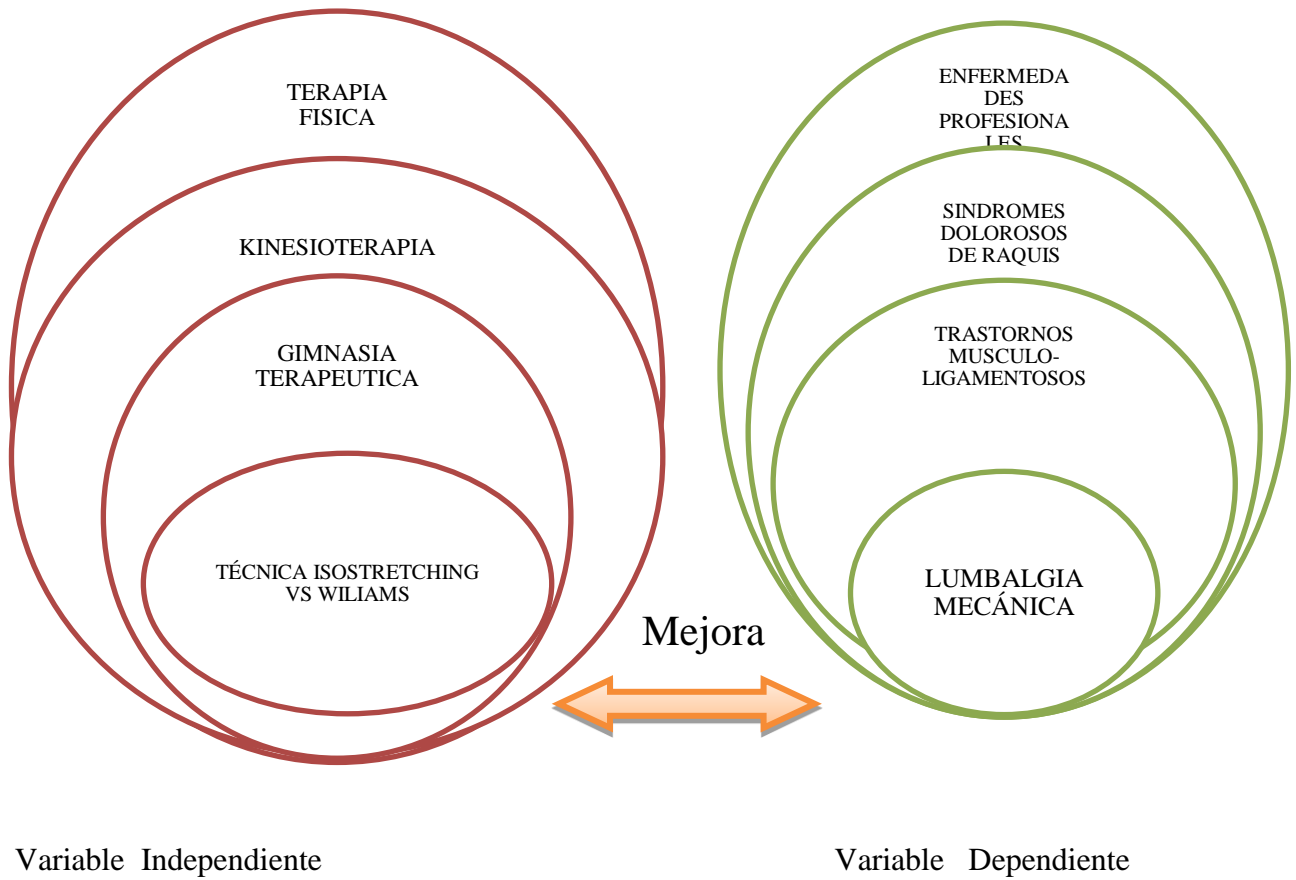 TERAPIA
FISICA
KINESIOTERAPIA
GIMNASIA
TERAPEUTICA
TÉCNICA ISOSTRETCHING
VS WILIAMS
ENFERMEDA
DES
PROFESIONA
LES
SINDROMES
DOLOROSOS
DE RAQUIS
TRASTORNOS
MUSCULO-
LIGAMENTOSOS
LUMBALGIA
MECÁNICA
Mejora
Variable Independiente
Variable Dependiente